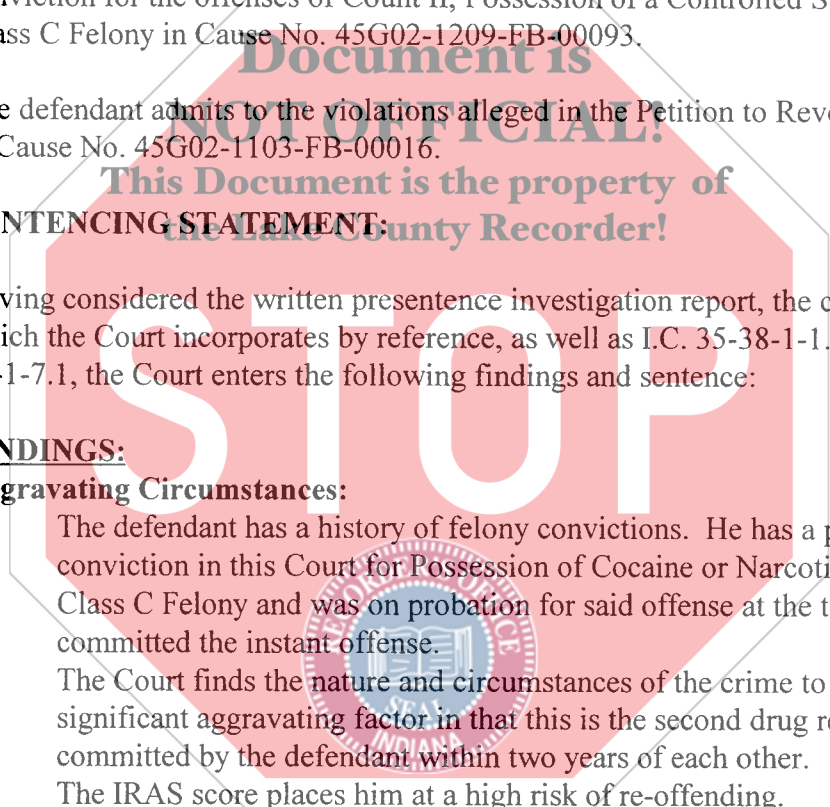 viction for the offenses of Count II, Possession of a Controlled S
ass C Felony in Cause No. 45G02-1209-FB-00093.
Document is
e defendant admits to the violations alleged in the Petition to Revo
NOT OFFICIAL!
Cause No. 45G02-1103-FB-00016.
This Document is the property of
NTENCING STATEMENT:
the Lake County Recorder!
ving considered the written presentence investigation report, the c
ich the Court incorporates by reference, as well as I.C. 35-38-1-1.
-1-7.1, the Court enters the following findings and sentence:
STOP
NDINGS:
gravating Circumstances:
The defendant has a history of felony convictions. He has a p
conviction in this Court for Possession of Cocaine or Narcoti
Class C Felony and was on probation for said offense at the t
committed the instant offense.
The Court finds the nature and circumstances of the crime to
significant aggravating factor in that this is the second drug re
committed by the defendant within two years of each other.
The IRAS score places him at a high risk of re-offending.
SEAL
INDIANA